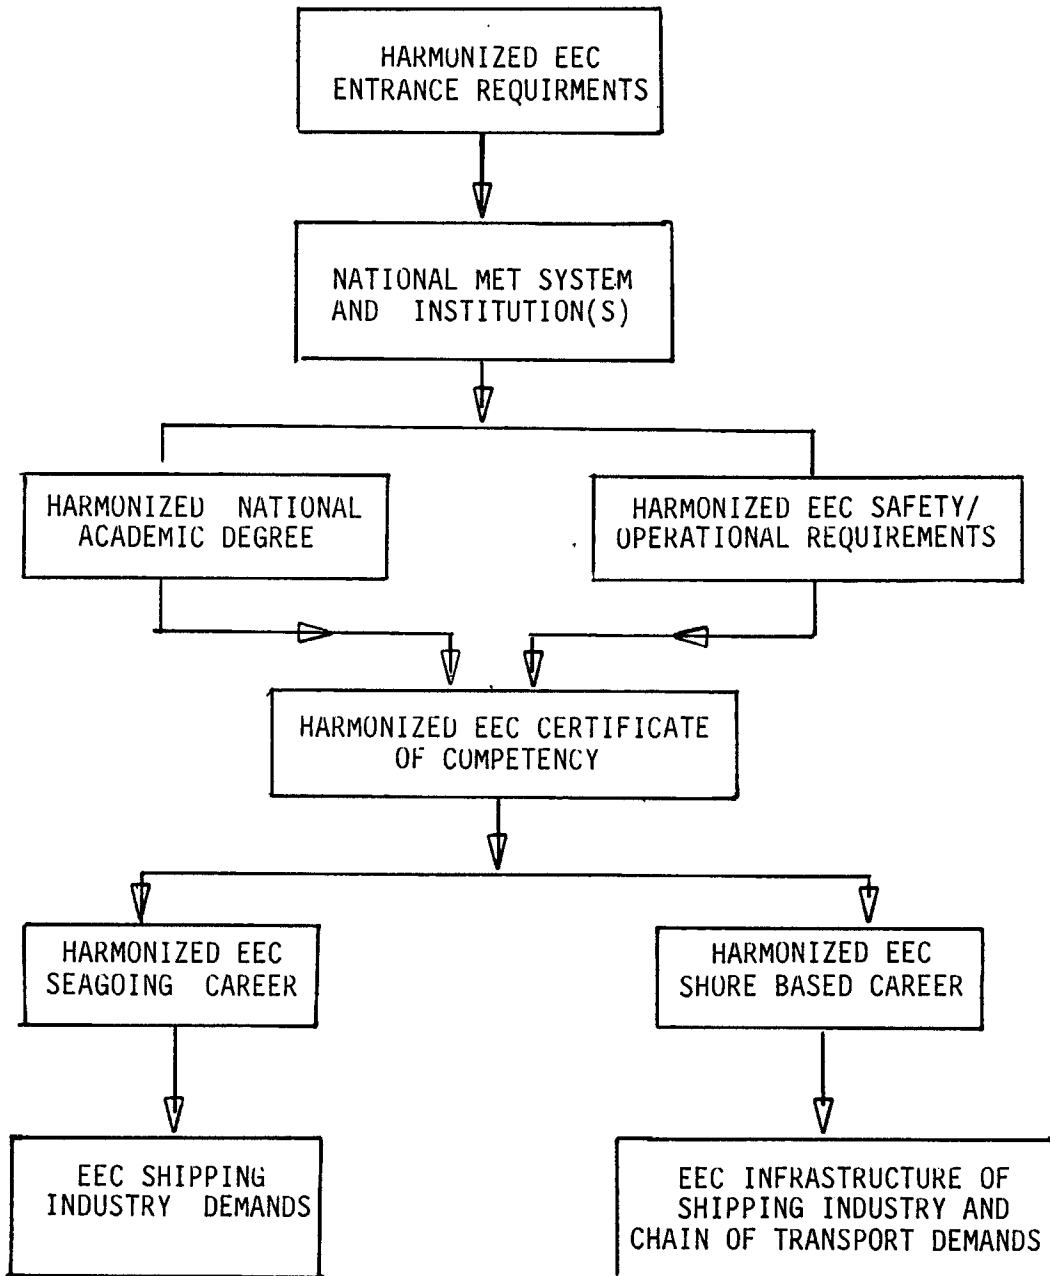 HARMONIZED EEC
ENTRANCE REQUIRMENTS
NATIONAL MET SYSTEM
AND INSTITUTION(S)
HARMONIZED NATIONAL
ACADEMIC DEGREE
HARMONIZED EEC SAFETY/
OPERATIONAL REQUIREMENTS
HARMONIZED EEC CERTIFICATE
OF COMPETENCY
HARMONIZED EEC
SEAGOING CAREER
HARMONIZED EEC
SHORE BASED CAREER
EEC SHIPPING
INDUSTRY DEMANDS
EEC INFRASTRUCTURE OF
SHIPPING INDUSTRY AND
CHAIN OF TRANSPORT DEMANDS